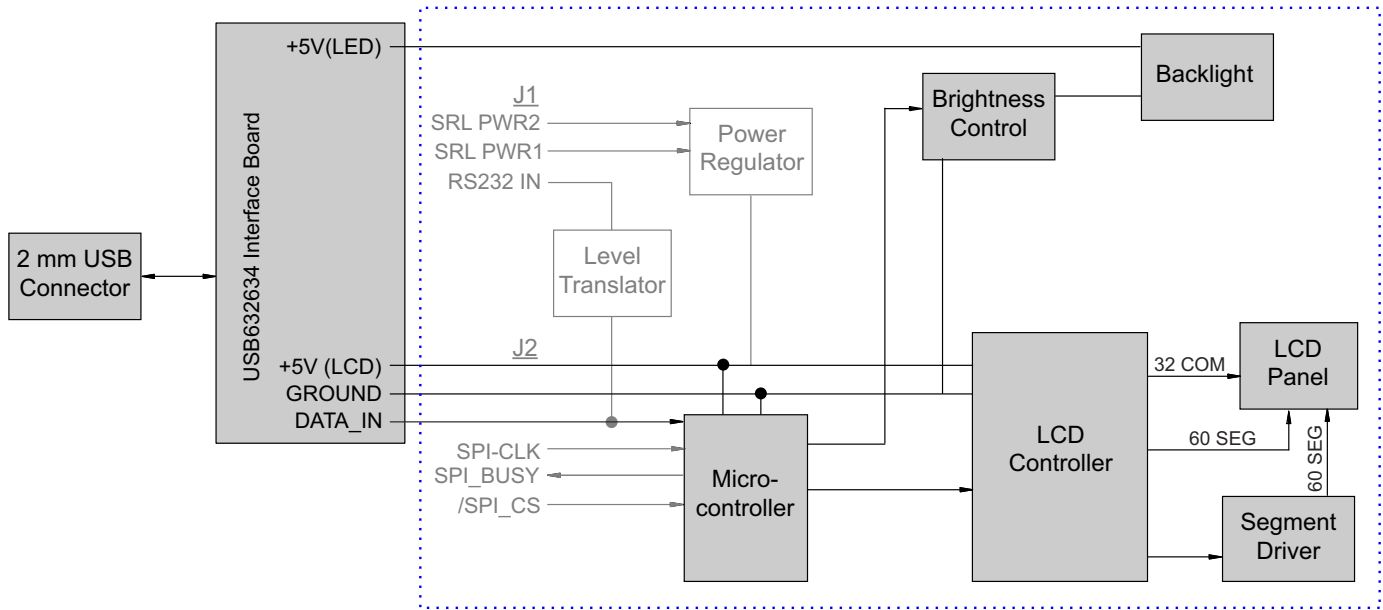 +5V(LED)
Backlight
Brightness
Control
J1
SRL PWR2
SRL PWR1
RS232 IN
Power
Regulator
USB632634 Interface Board
2 mm USB
Connector
Level
Translator
J2
+5V (LCD)
GROUND
DATA_IN
SPI-CLK
SPI_BUSY
/SPI_CS
Micro-
controller
LCD
Controller
32 COM
60 SEG
60 SEG
LCD
Panel
Segment
Driver